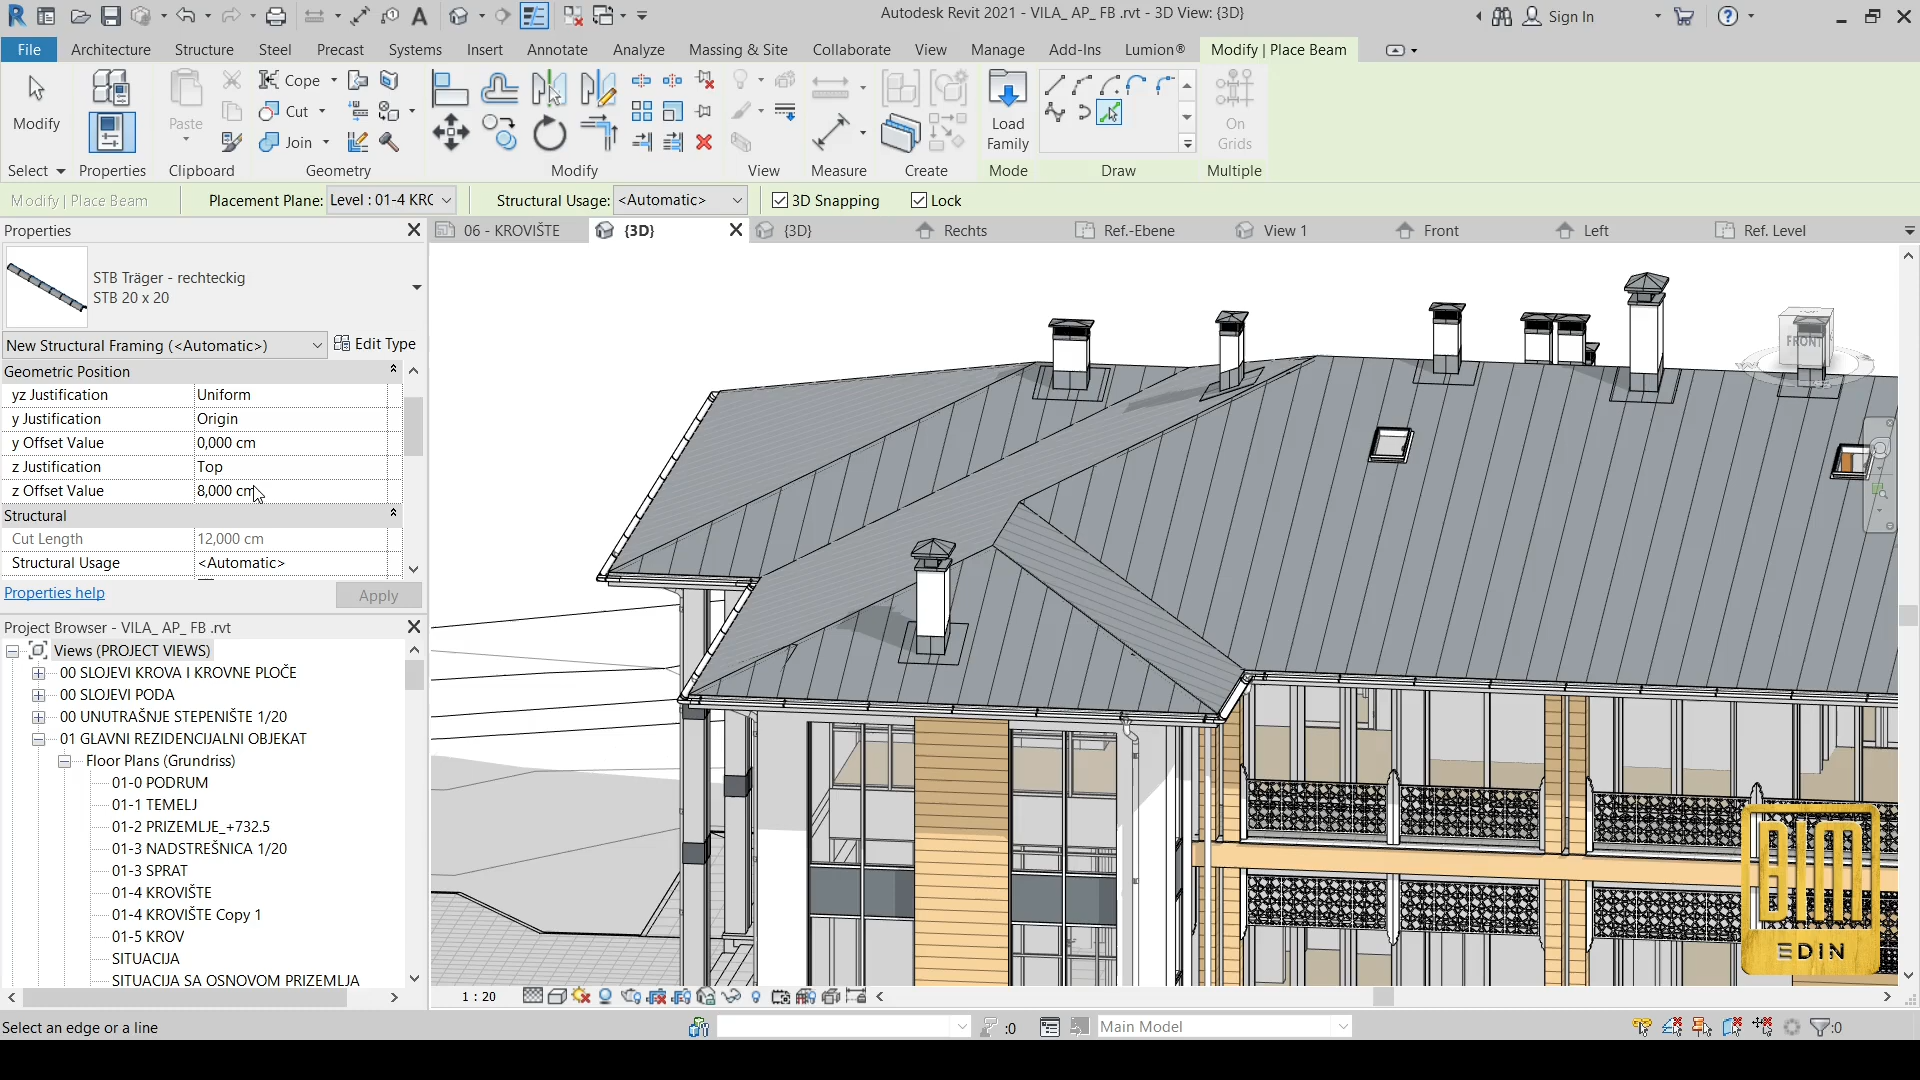 Autodesk Revit 2021 - VILA_ AP_ FB .rvt - 3D View: {3D}
Sign In
File Architecture Structure Steel Precast Systems Insert Annotate Analyze Massing & Site Collaborate View Manage Add-Ins Lumion® Modify | Place Beam
Modify
Paste
Cope
Cut
Join
Load
Family
On
Grids
Select Properties Clipboard Geometry Modify View Measure Create Mode Draw Multiple
Modify | Place Beam Placement Plane: Level : 01-4 KRO Structural Usage: <Automatic> 3D Snapping Lock
Properties
06 - KROVIŠTE {3D} {3D} Rechts Ref.-Ebene View 1 Front Left Ref. Level
STB Träger - rechteckig
STB 20 x 20
New Structural Framing (<Automatic>) Edit Type
Geometric Position
yz Justification Uniform
y Justification Origin
y Offset Value 0,000 cm
z Justification Top
z Offset Value 8,000 cm
Structural
Cut Length 12,000 cm
Structural Usage <Automatic>
Properties help Apply
FRONT
Project Browser - VILA_ AP_ FB .rvt
Views (PROJECT VIEWS)
00 SLOJEVI KROVA I KROVNE PLOČE
00 SLOJEVI PODA
00 UNUTRAŠNJE STEPENIŠTE 1/20
01 GLAVNI REZIDENCIJALNI OBJEKAT
Floor Plans (Grundriss)
01-0 PODRUM
01-1 TEMELJ
01-2 PRIZEMLJE_+732.5
01-3 NADSTREŠNICA 1/20
01-3 SPRAT
01-4 KROVIŠTE
01-4 KROVIŠTE Copy 1
01-5 KROV
SITUACIJA
SITUACIJA SA OSNOVOM PRIZEMLJA
BIM
EDIN
1 : 20
Select an edge or a line
:0
Main Model
:0